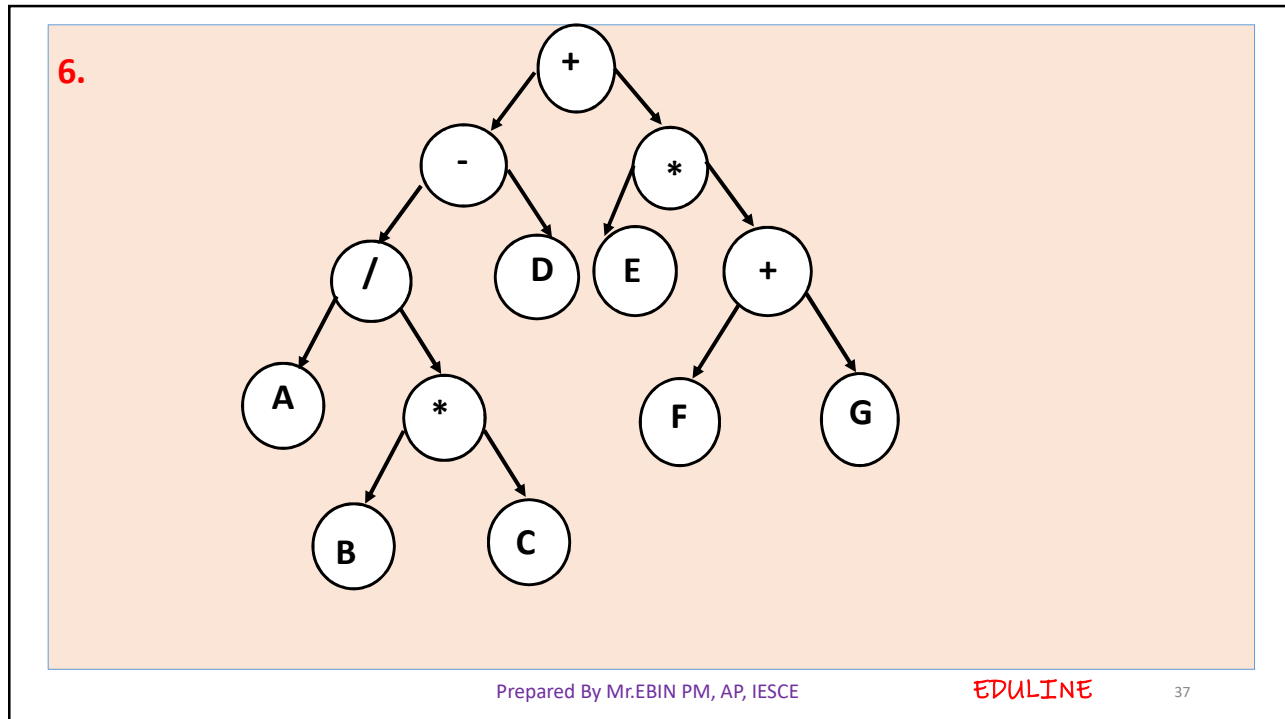 6.
+
-
*
/
D
E
+
A
*
F
G
B
C
Prepared By Mr.EBIN PM, AP, IESCE
EDULINE
37